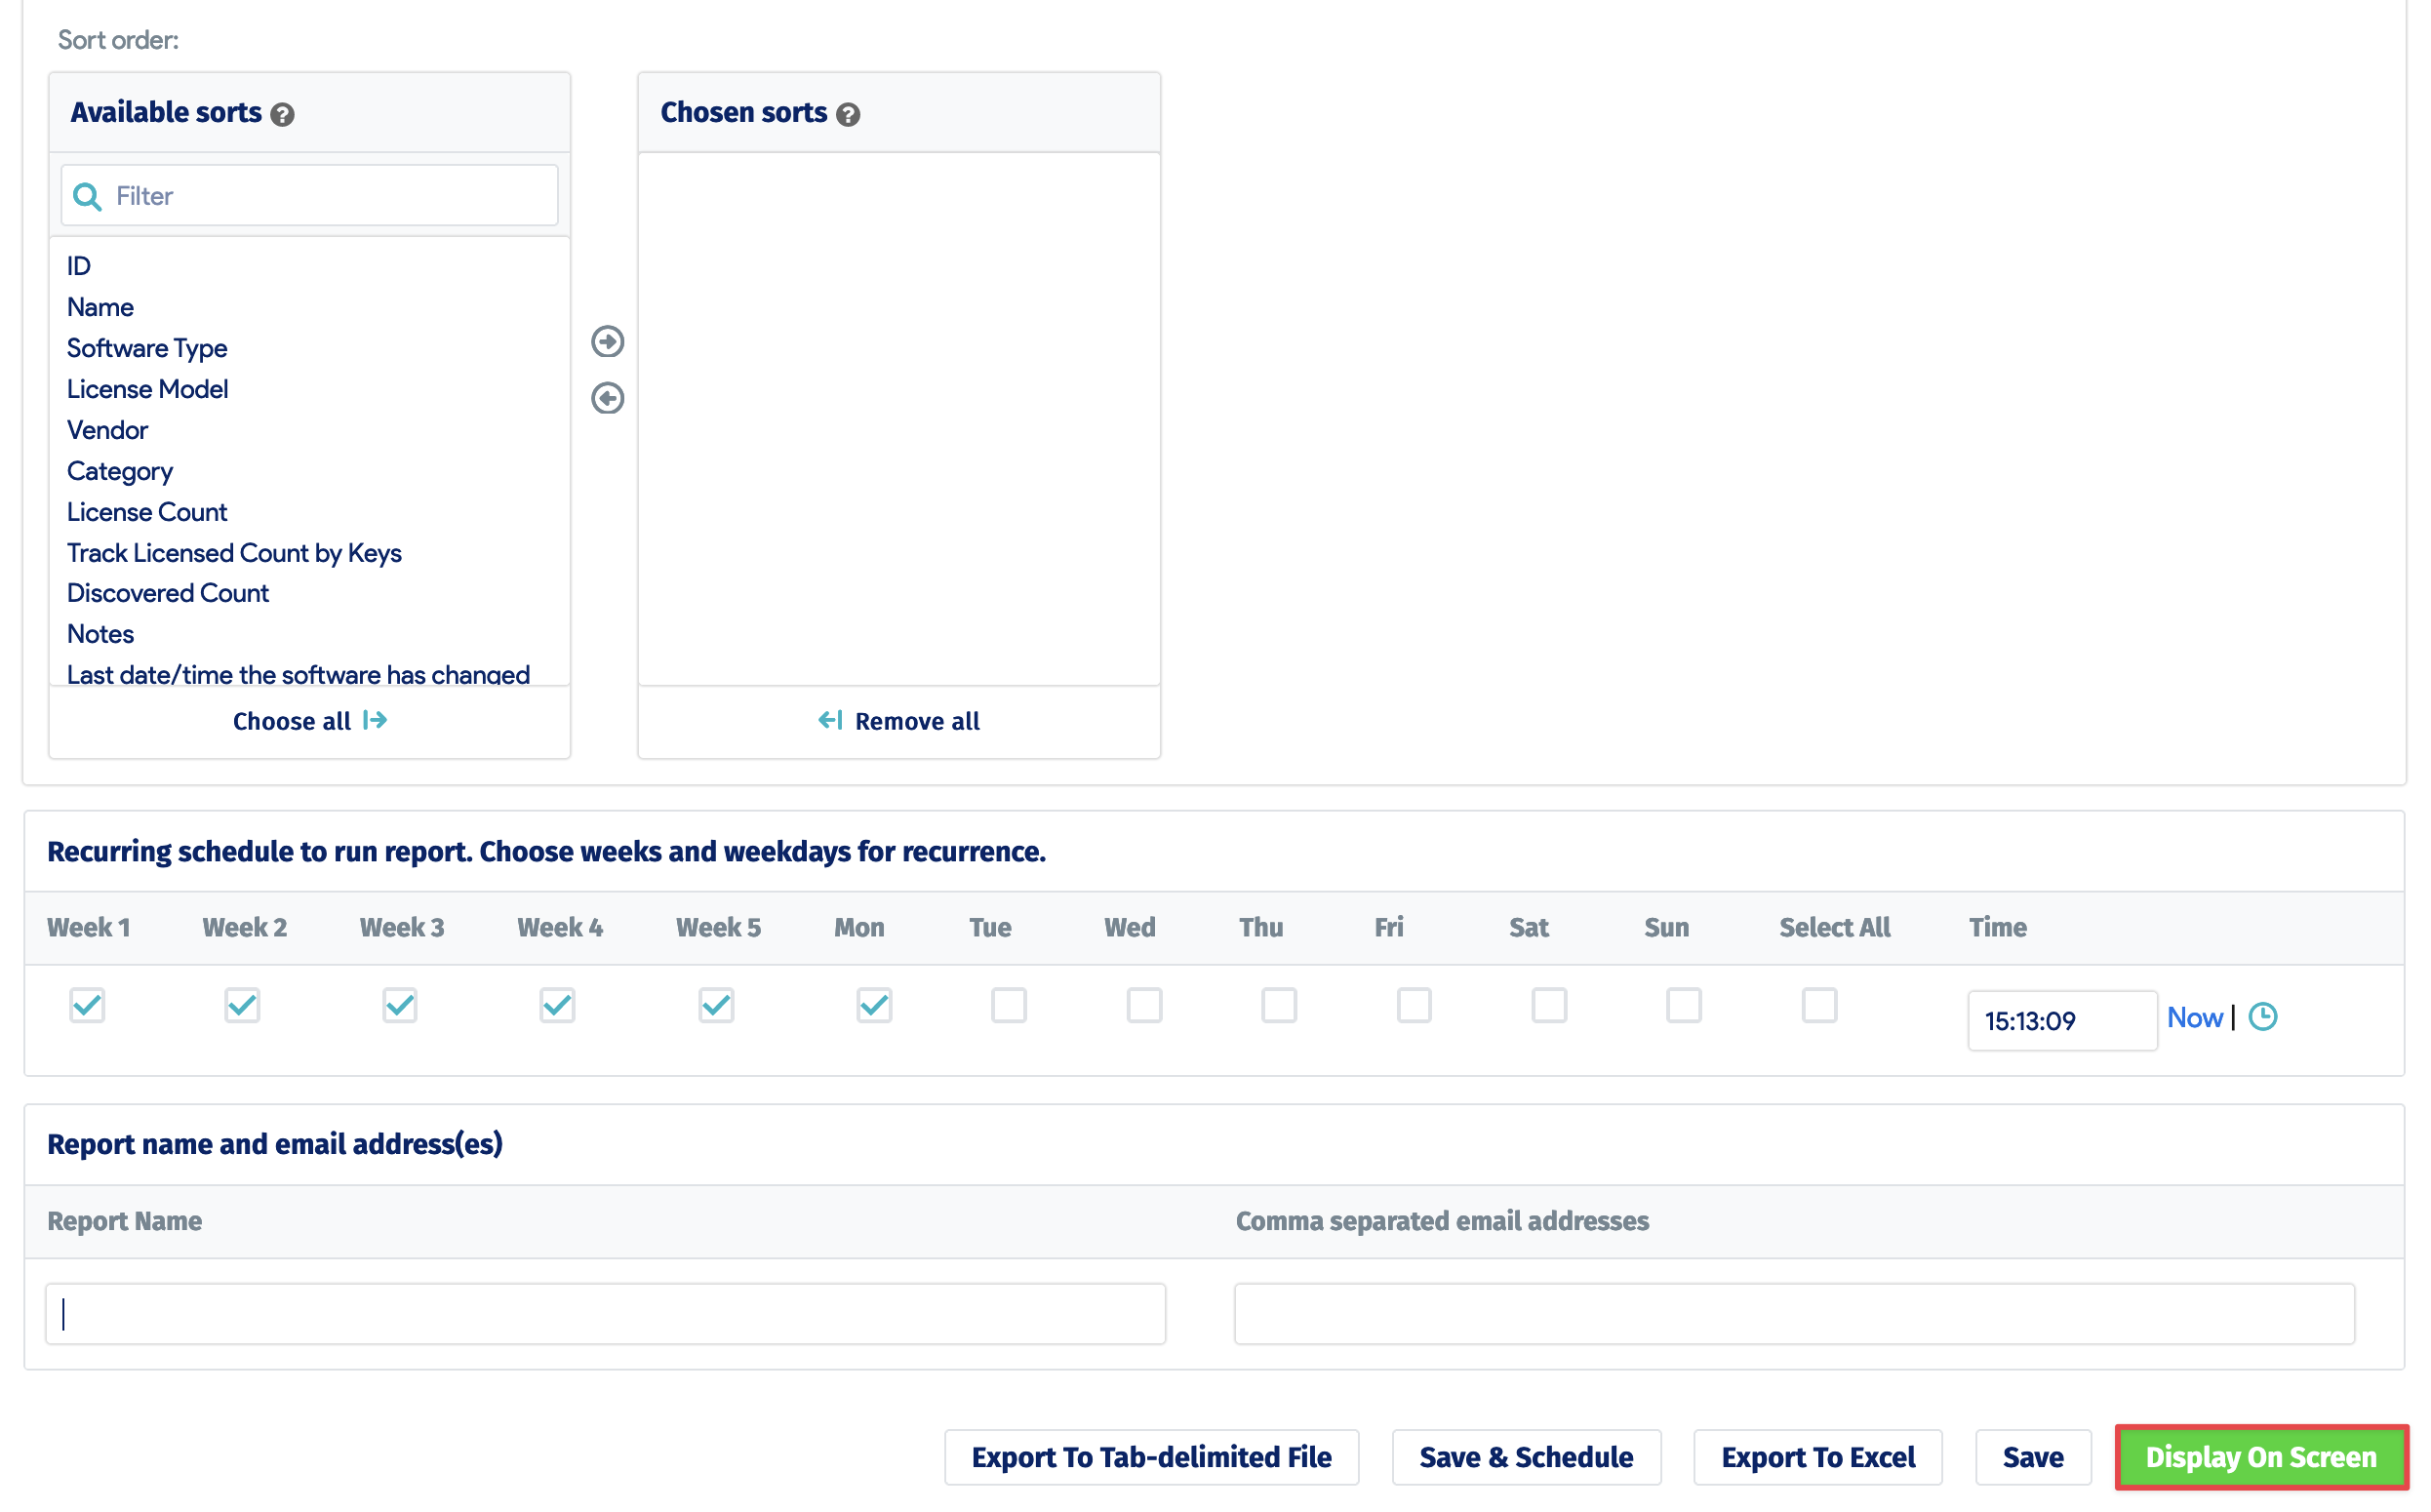 Sort order:
Available sorts ?
Chosen sorts ?
Filter
ID
Name
Software Type
License Model
Vendor
Category
License Count
Track Licensed Count by Keys
Discovered Count
Notes
Last date/time the software has changed
Choose all
Remove all
Recurring schedule to run report. Choose weeks and weekdays for recurrence.
Week 1 Week 2 Week 3 Week 4 Week 5 Mon Tue Wed Thu Fri Sat Sun Select All Time
15:13:09 Now |
Report name and email address(es)
Report Name Comma separated email addresses
Export To Tab-delimited File Save & Schedule Export To Excel Save Display On Screen